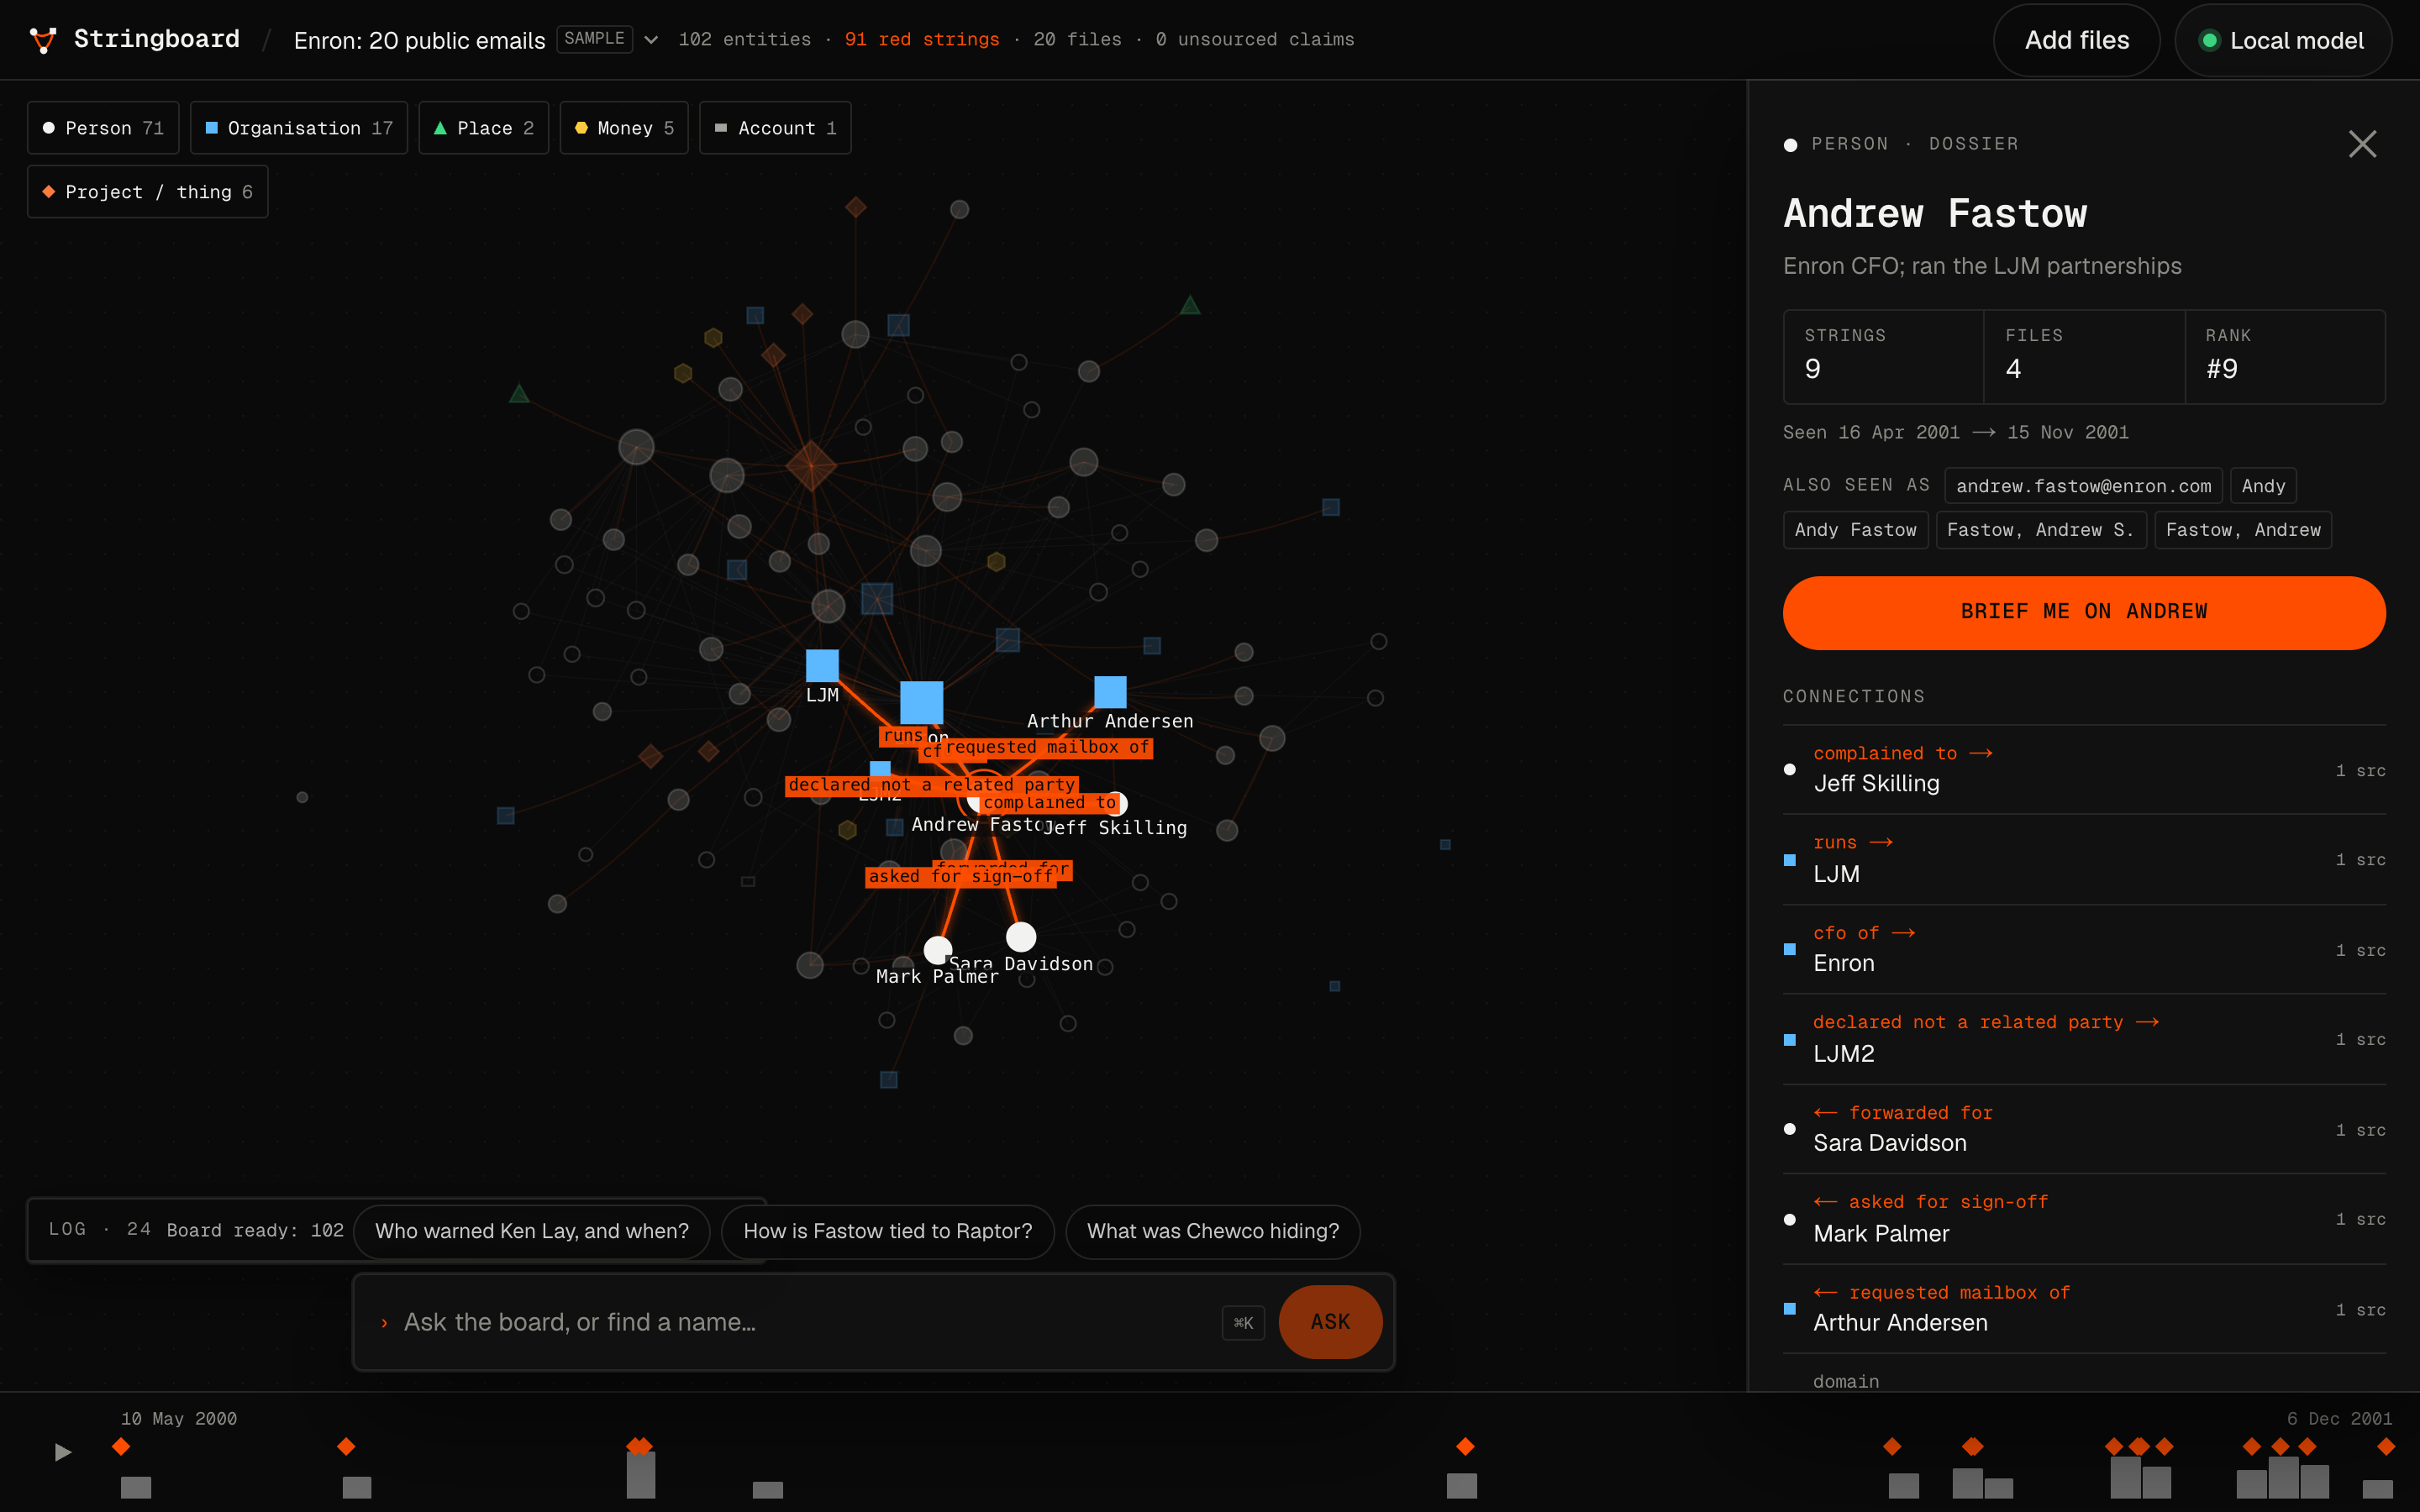 Stringboard / Enron: 20 public emails SAMPLE 102 entities · 91 red strings · 20 files · 0 unsourced claims Add files Local model
Person 71 Organisation 17 Place 2 Money 5 Account 1
Project / thing 6
LJM
Arthur Andersen
runs
requested mailbox of
declared not a related party
complained to
Andrew Jeff Skilling
asked for sign-off
Sara Davidson
Mark Palmer
LOG · 24 Board ready: 102
Who warned Ken Lay, and when? How is Fastow tied to Raptor? What was Chewco hiding?
› Ask the board, or find a name… ⌘K ASK
PERSON · DOSSIER
Andrew Fastow
Enron CFO; ran the LJM partnerships
STRINGS FILES RANK
9 4 #9
Seen 16 Apr 2001 → 15 Nov 2001
ALSO SEEN AS andrew.fastow@enron.com Andy
Andy Fastow Fastow, Andrew S. Fastow, Andrew
BRIEF ME ON ANDREW
CONNECTIONS
complained to →
Jeff Skilling 1 src
runs →
LJM 1 src
cfo of →
Enron 1 src
declared not a related party →
LJM2 1 src
← forwarded for
Sara Davidson 1 src
← asked for sign-off
Mark Palmer 1 src
← requested mailbox of
Arthur Andersen 1 src
domain
10 May 2000 6 Dec 2001